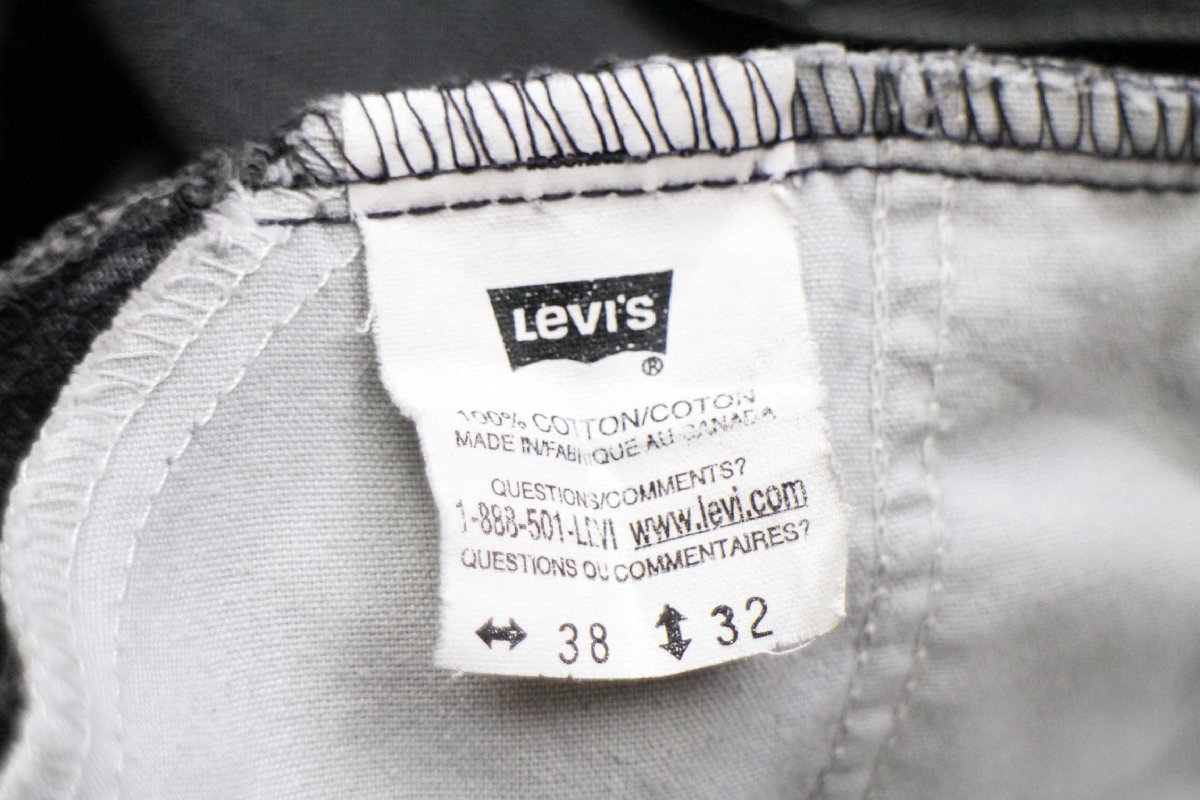 Levi's
®
100% COTTON/COTON
MADE IN/FABRIQUE AU CANADA
QUESTIONS/COMMENTS?
1-888-501-LEVI www.levi.com
QUESTIONS OU COMMENTAIRES?
↔ 38 ↕ 32